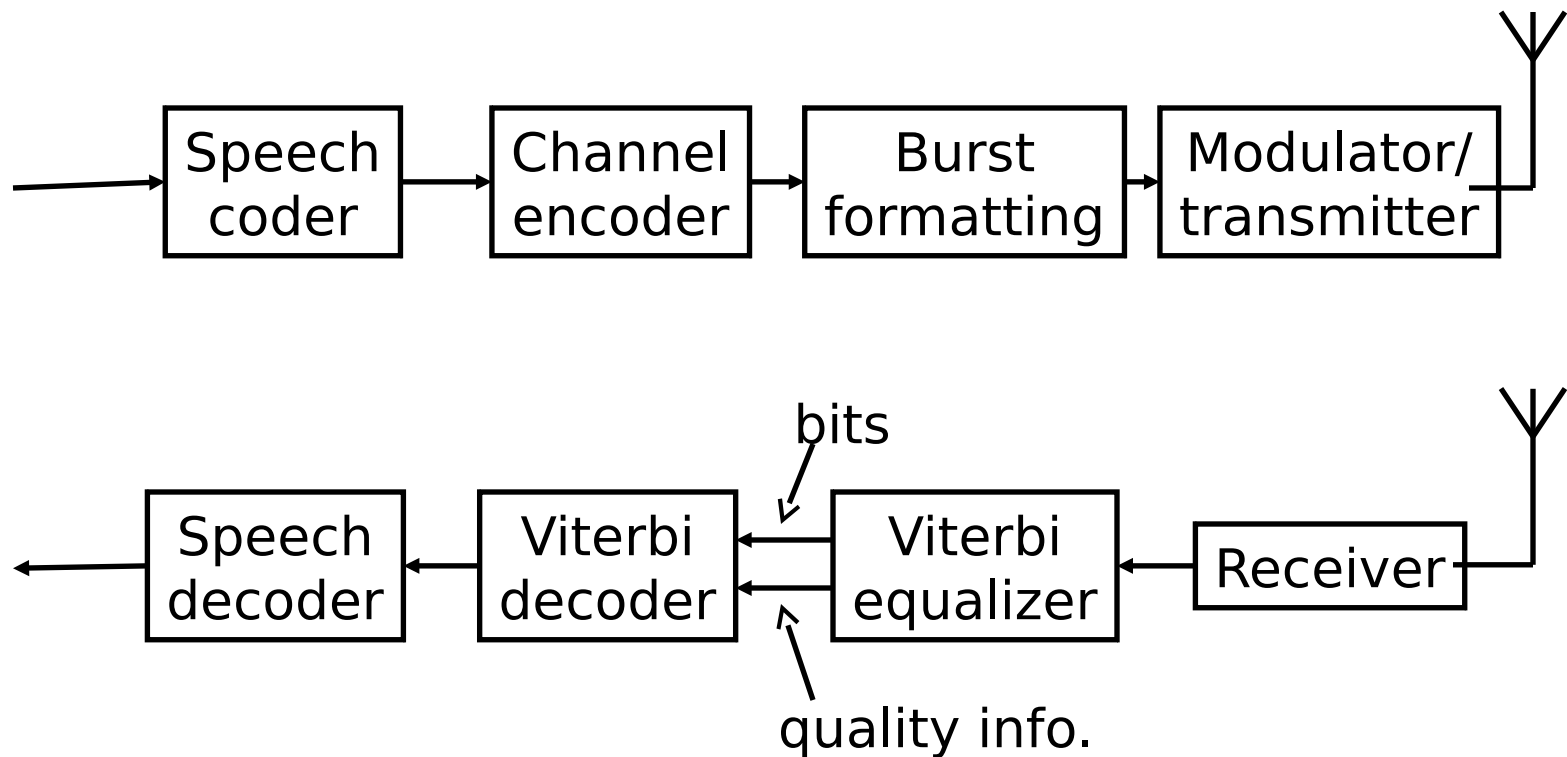 Speech
coder
Channel
encoder
Burst
formatting
Modulator/
transmitter
bits
Speech
decoder
Viterbi
decoder
Viterbi
equalizer
Receiver
quality info.